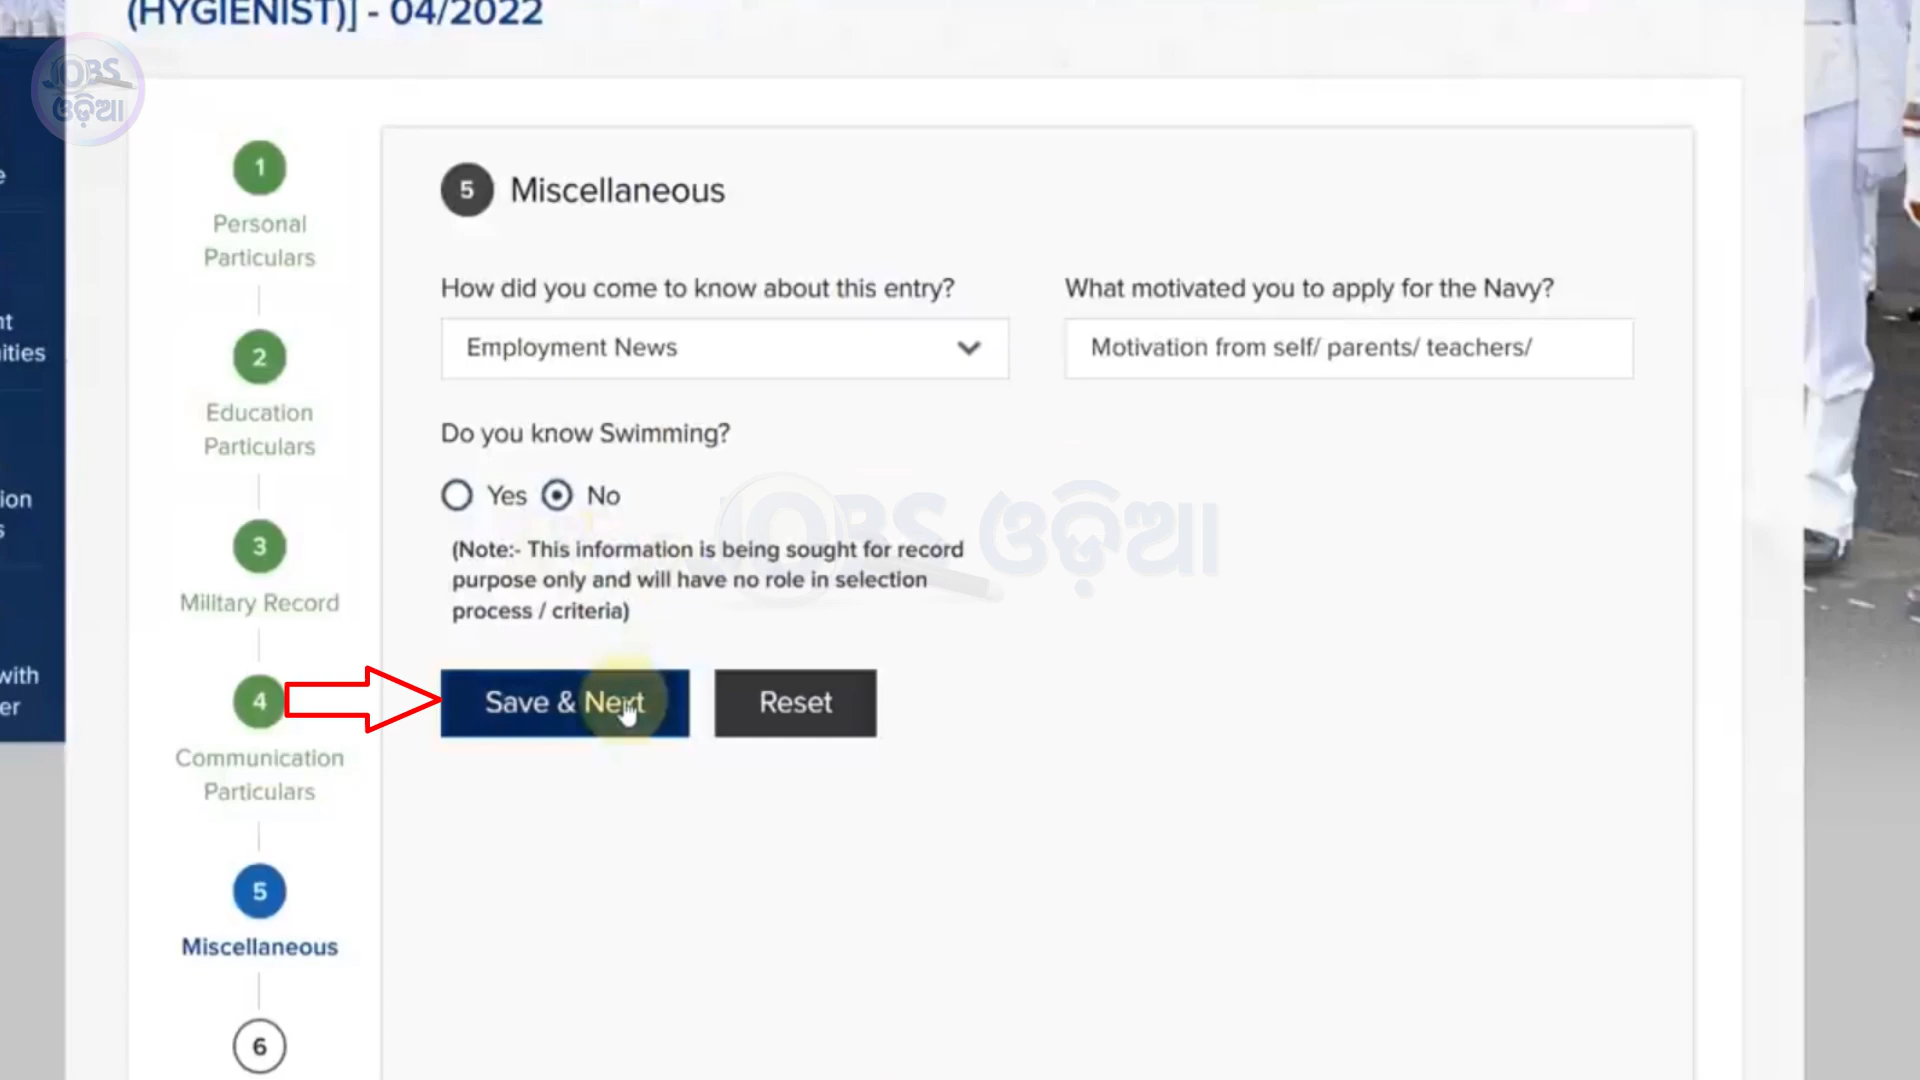 (HYGIENIST)] - 04/2022
JOBS
ଓଡ଼ିଆ
1
Personal
Particulars
2
Education
Particulars
3
Military Record
4
Communication
Particulars
5
Miscellaneous
6
5 Miscellaneous
How did you come to know about this entry?
Employment News
What motivated you to apply for the Navy?
Motivation from self/ parents/ teachers/
Do you know Swimming?
Yes No
(Note:- This information is being sought for record
purpose only and will have no role in selection
process / criteria)
JOBS ଓଡ଼ିଆ
Save & Next
Reset
with